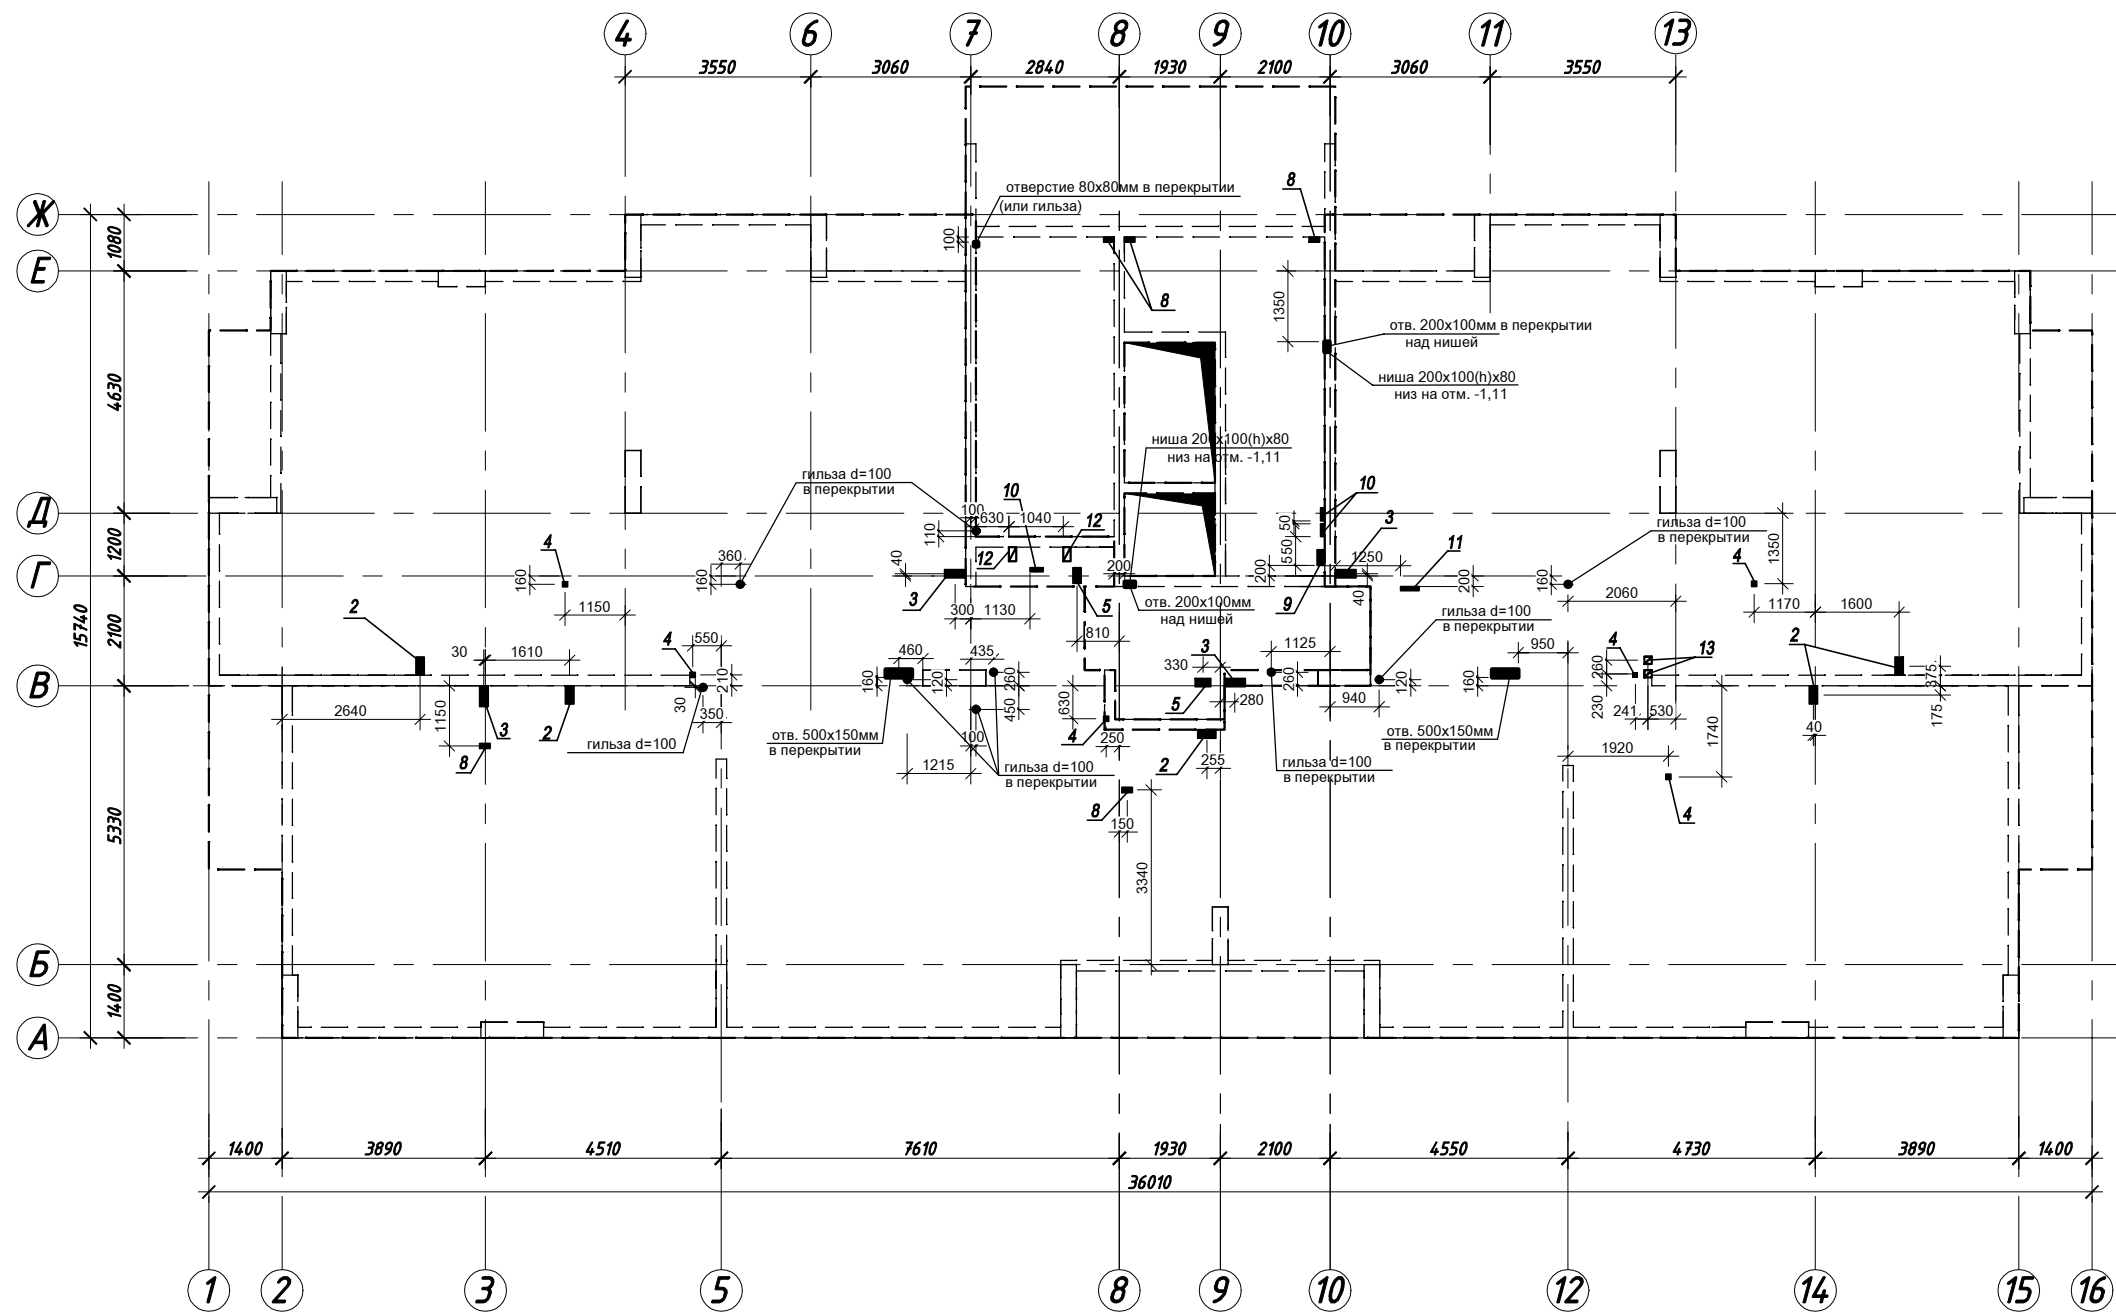 4 6 7 8 9 10 11 13
3550 3060 2840 1930 2100 3060 3550
отверстие 80х80мм в перекрытии
(или гильза)
8
Ж
100
1080
Е
8
1350
отв. 200х100мм в перекрытии
над нишей
4630
ниша 200х100(h)х80
низ на отм. -1,11
ниша 200х100(h)х80
низ на отм. -1,11
гильза d=100
в перекрытии
10
10
Д
100
630 1040
12
50
3
гильза d=100
в перекрытии
110
1200
4
360
40
12
200
550
1250
11
4
1350
Г
160
160
3
200
40
200
160
5
отв. 200х100мм
над нишей
9
2060
1150
300 1130
гильза d=100
в перекрытии
1170 1600
15740
2100
2
810
4
550
1125
950
30 1610
460 435
3
330
4
260
13
2
В
210
160
120
260
260
160
375
2640
1150
30
350
450
630
5
280
940
120
230
241 530
175
40
3
2
гильза d=100
отв. 500х150мм
в перекрытии
100
4
250
отв. 500х150мм
в перекрытии
1920
1740
8
1215
гильза d=100
в перекрытии
2
255
гильза d=100
в перекрытии
8
150
4
5330
3340
Б
1400
А
1400 3890 4510 7610 1930 2100 4550 4730 3890 1400
36010
1 2 3 5 8 9 10 12 14 15 16